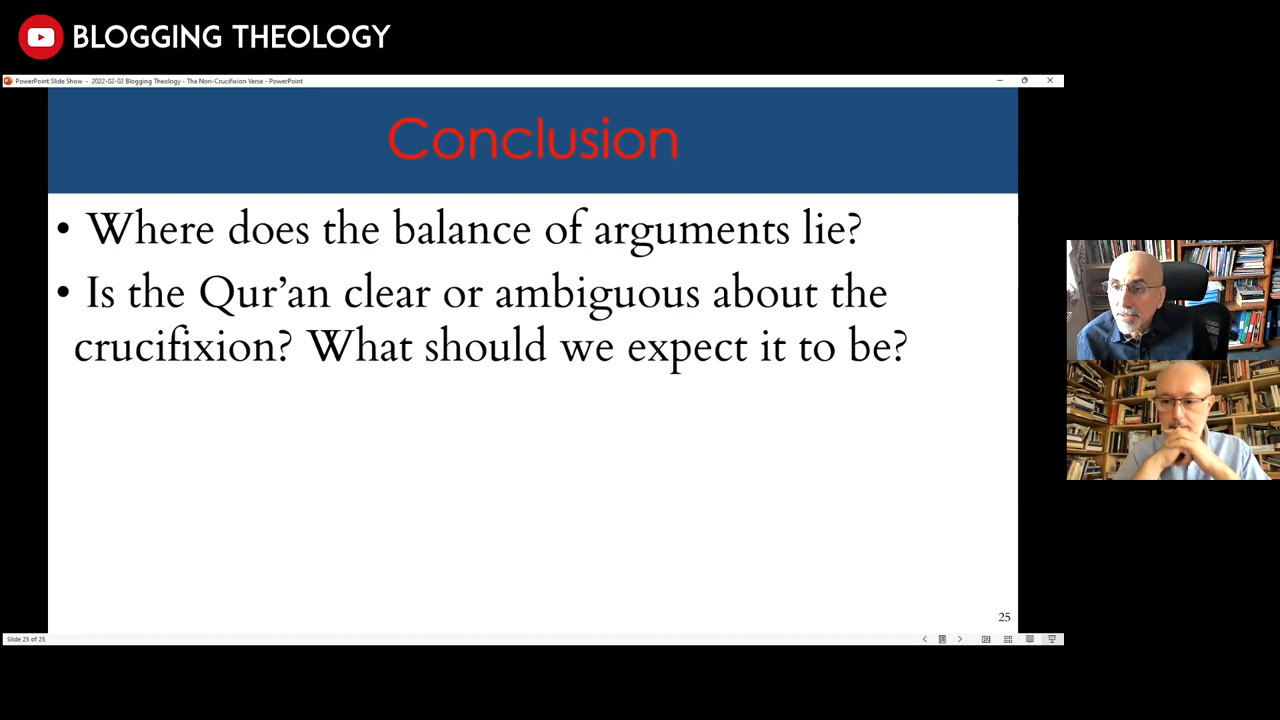 BLOGGING THEOLOGY
PowerPoint Slide Show - 2022-02-02 Blogging Theology - The Non-Crucifixion Verse - PowerPoint
Conclusion
• Where does the balance of arguments lie?
• Is the Qur’an clear or ambiguous about the
crucifixion? What should we expect it to be?
25
Slide 25 of 25